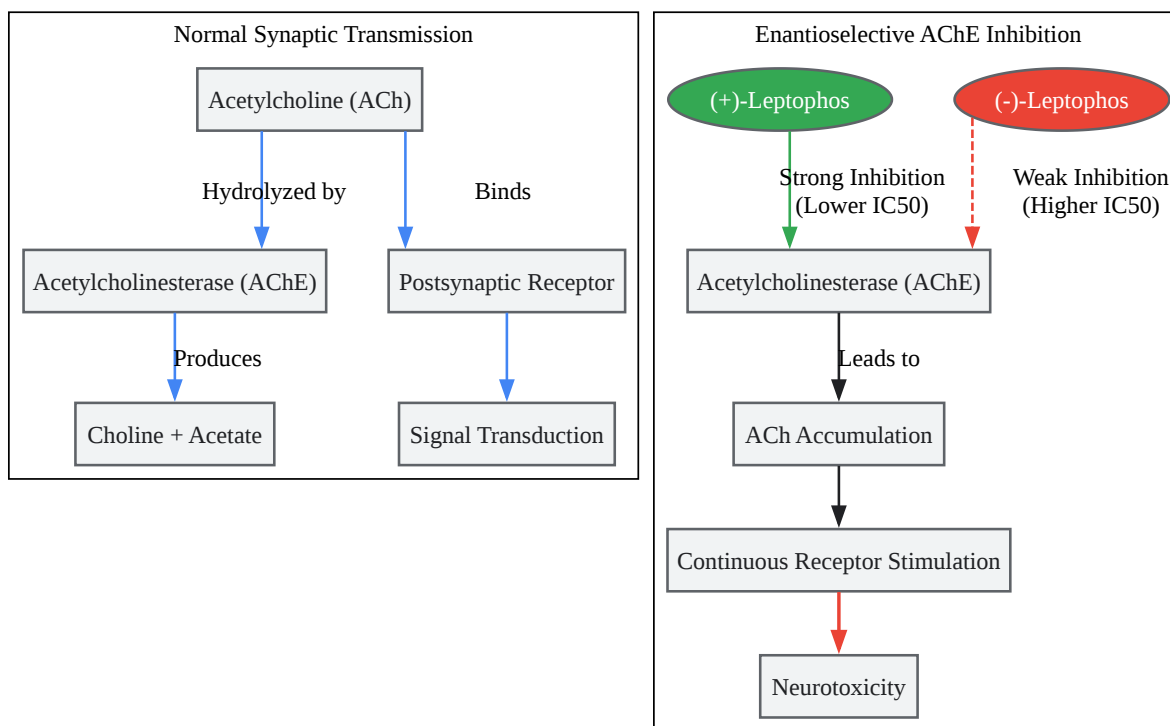 Normal Synaptic Transmission
Acetylcholine (ACh)
Hydrolyzed by
Binds
Acetylcholinesterase (AChE)
Postsynaptic Receptor
Produces
Choline + Acetate
Signal Transduction
Enantioselective AChE Inhibition
(+)-Leptophos
(-)-Leptophos
Strong Inhibition
(Lower IC50)
Weak Inhibition
(Higher IC50)
Acetylcholinesterase (AChE)
Leads to
ACh Accumulation
Continuous Receptor Stimulation
Neurotoxicity